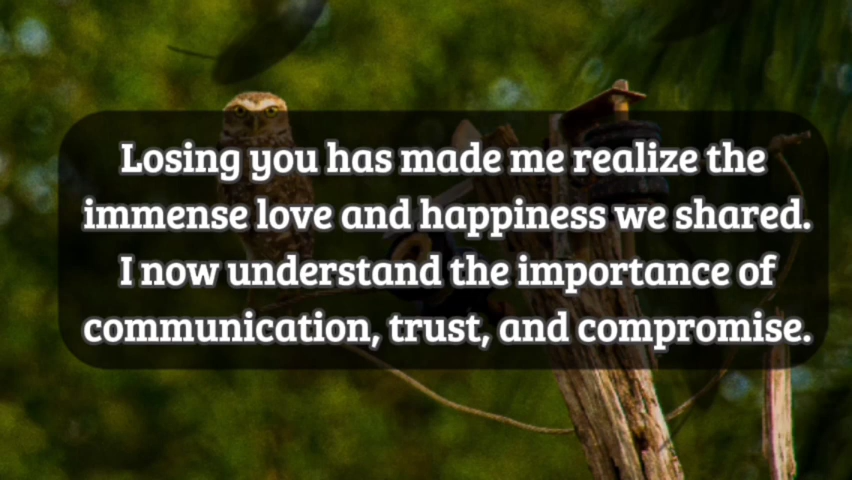 Losing you has made me realize the
immense love and happiness we shared.
I now understand the importance of
communication, trust, and compromise.